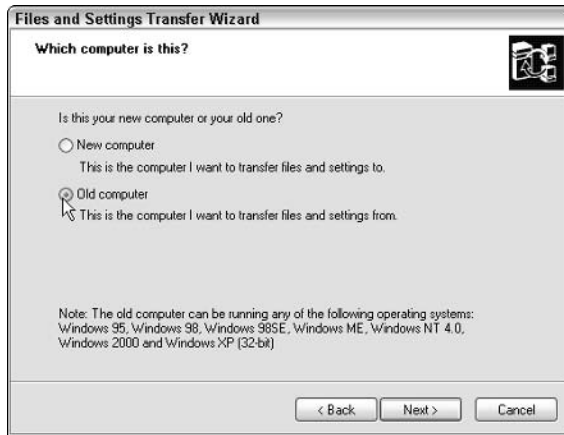 Files and Settings Transfer Wizard
Which computer is this?
Is this your new computer or your old one?
New computer
This is the computer I want to transfer files and settings to.
Old computer
This is the computer I want to transfer files and settings from.
Note: The old computer can be running any of the following operating systems:
Windows 95, Windows 98, Windows 98SE, Windows ME, Windows NT 4.0,
Windows 2000 and Windows XP (32-bit)
< Back Next > Cancel